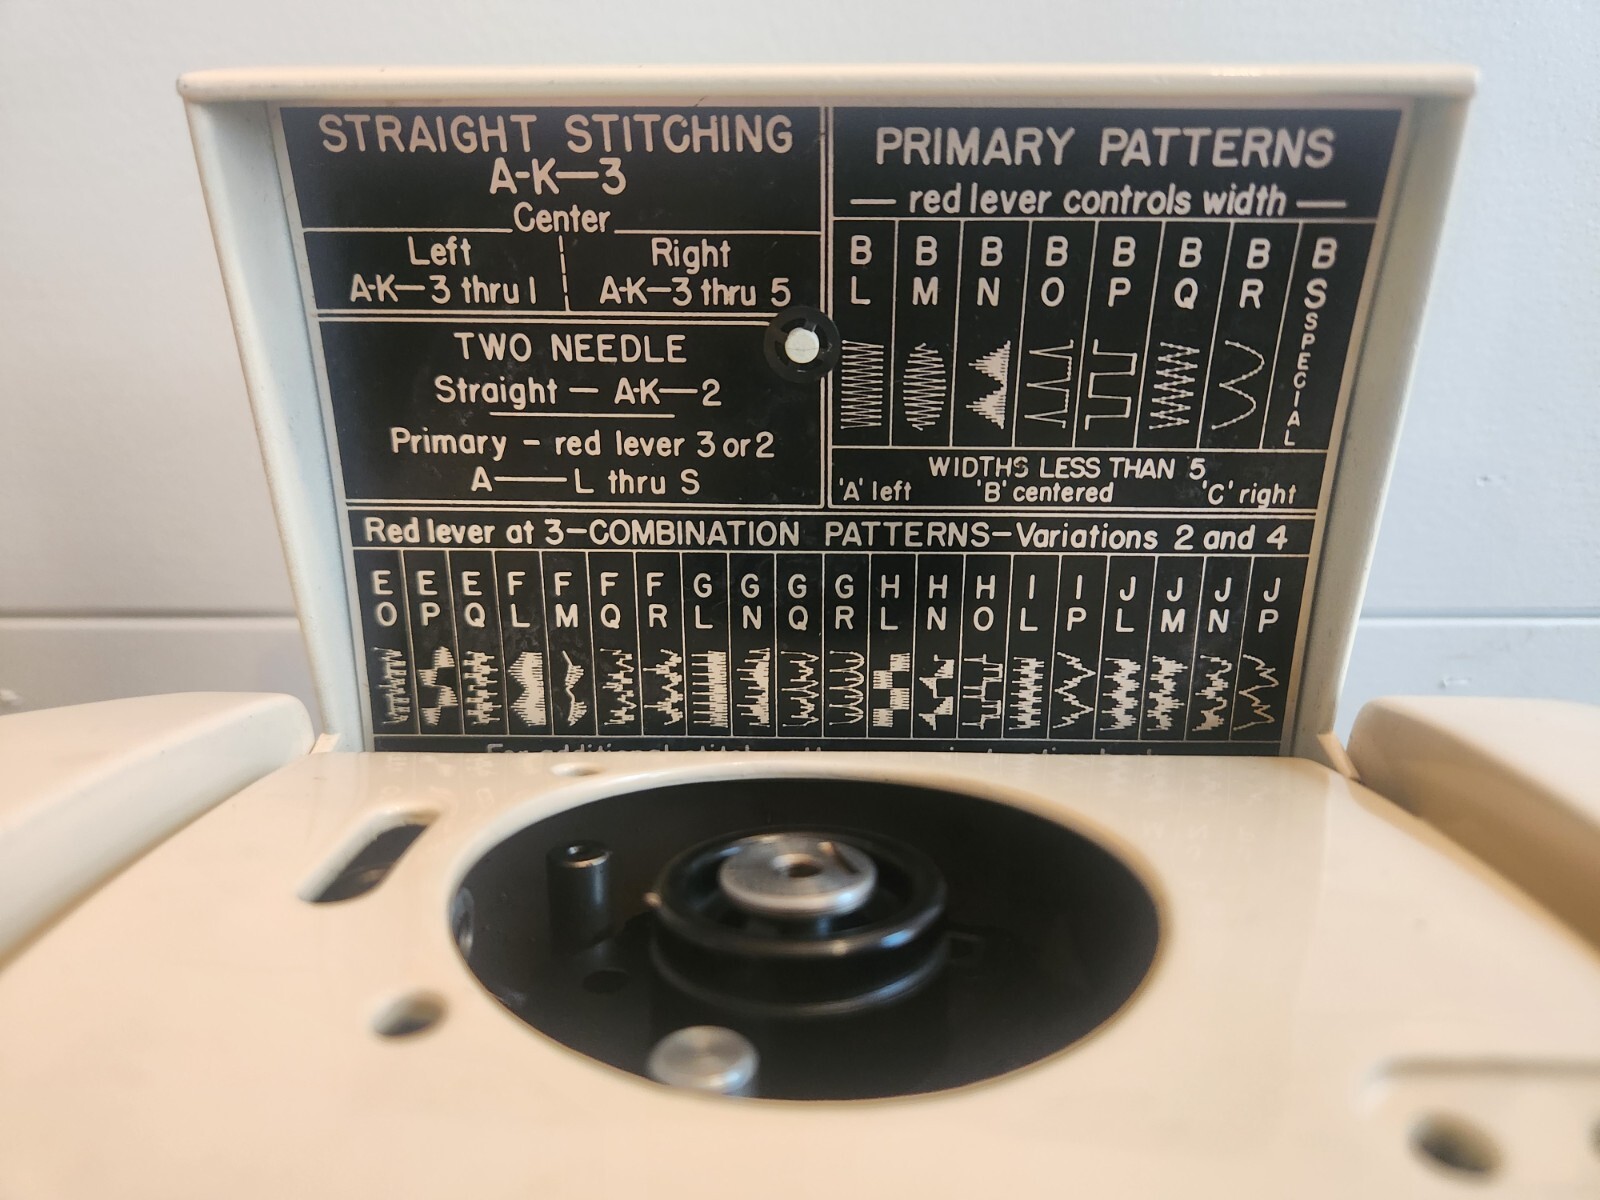 STRAIGHT STITCHING
A-K—3
Center
Left
A-K—3 thru 1
Right
A-K—3 thru 5
TWO NEEDLE
Straight — A-K—2
Primary - red lever 3 or 2
A—L thru S
PRIMARY PATTERNS
— red lever controls width —
B B B B B B B B
L M N O P Q R S
SPECIAL
WIDTHS LESS THAN 5
'A' left 'B' centered 'C' right
Red lever at 3-COMBINATION PATTERNS-Variations 2 and 4
E E E F F F F G G G G H H H I I J J J J
O P Q L M Q R L N Q R L N O L P L M N P
For additional